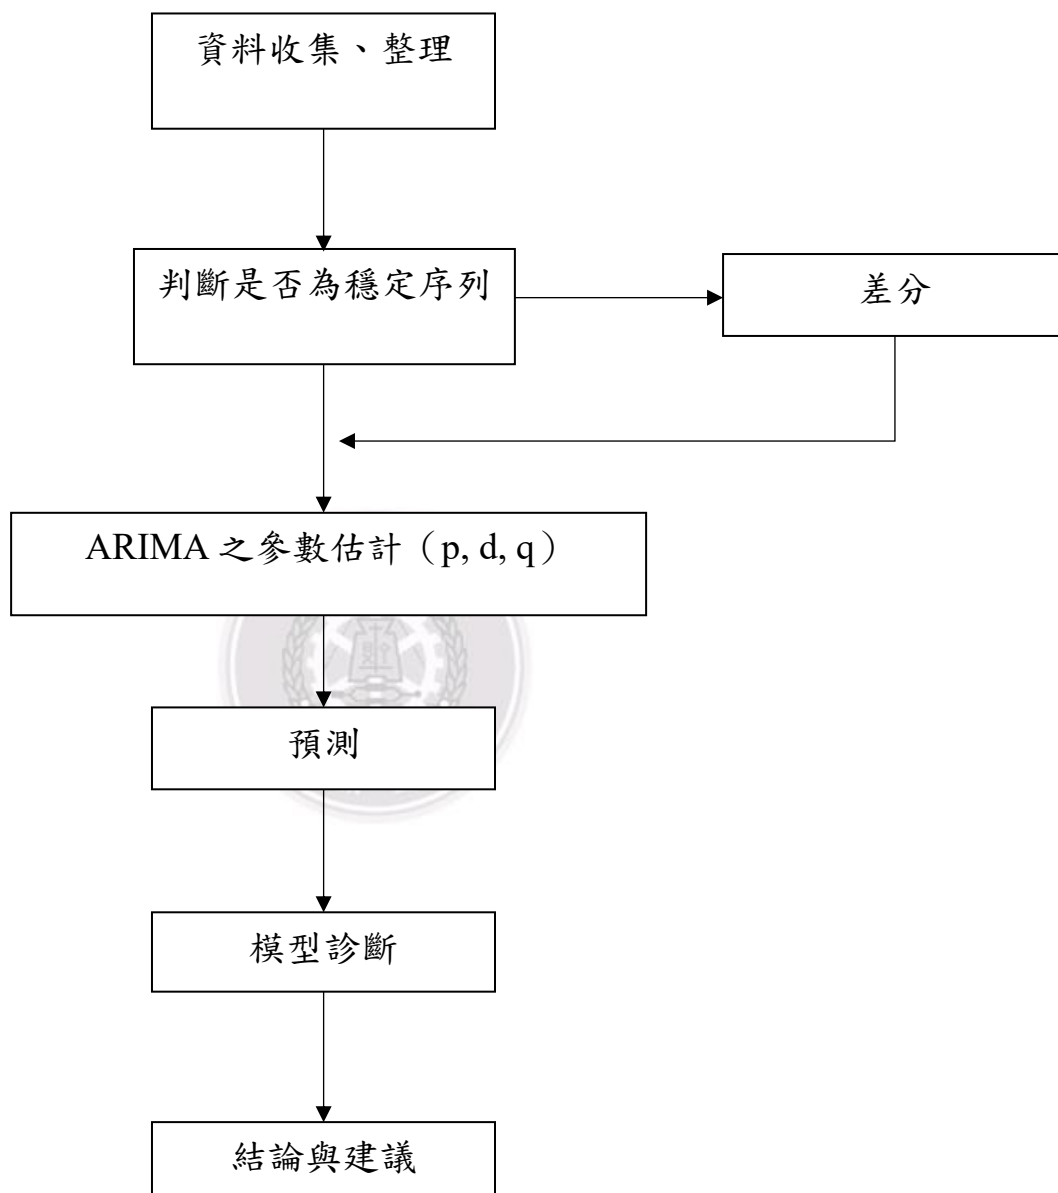 資料收集、整理
判斷是否為穩定序列
差分
ARIMA 之參數估計（p, d, q）
預測
模型診斷
結論與建議